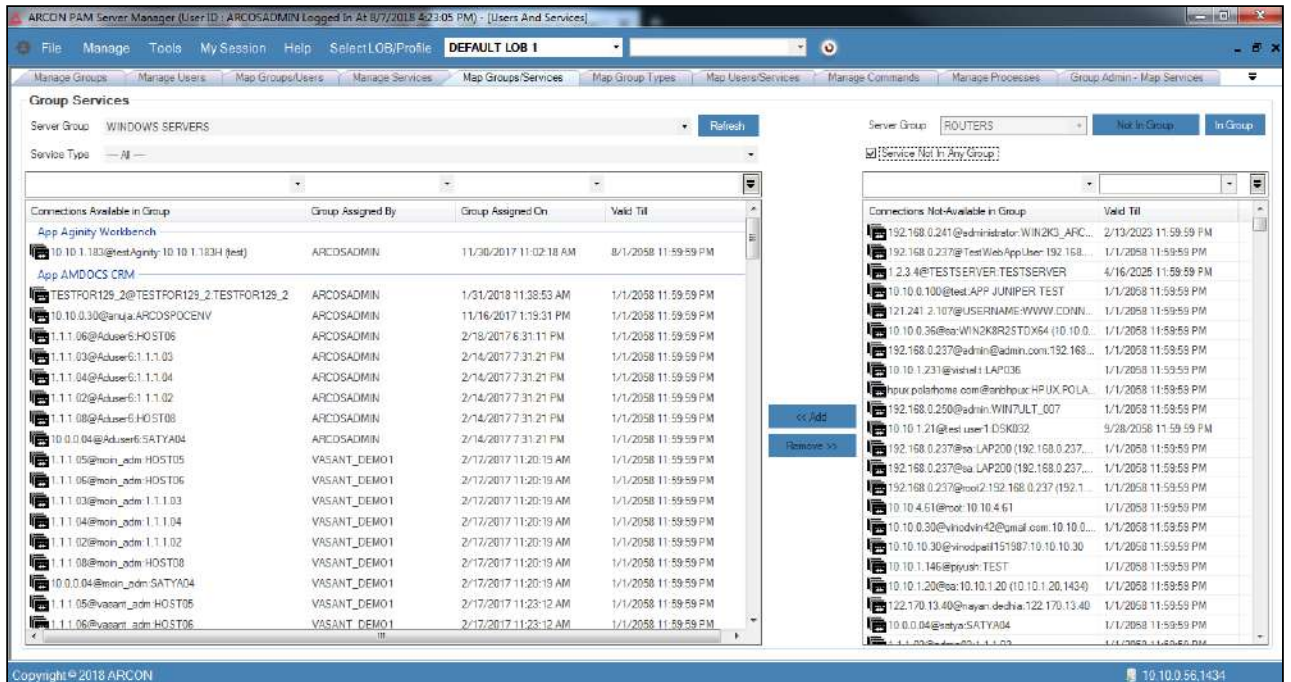 ARCON PAM Server Manager (User ID : ARCOSADMIN Logged In At 8/7/2018 4:23:05 PM) - [Users And Services]
File Manage Tools My Session Help Select LOB/Profile DEFAULT LOB 1
Manage Groups Manage Users Map Groups/Users Manage Services Map Groups/Services Map Group Types Map Users/Services Manage Commands Manage Processes Group Admin - Map Services
Group Services
Server Group WINDOWS SERVERS Refresh Server Group ROUTERS Not In Group In Group
Service Type --- All --- Service Not In Any Group
Connections Available in Group Group Assigned By Group Assigned On Valid Till
App Aginity Workbench
10.10.1.183@testAginity:10.10.1.183H (test) ARCOSADMIN 11/30/2017 11:02:18 AM 8/1/2058 11:59:59 PM
App AMDOCS CRM
TESTFOR129_2@TESTFOR129_2:TESTFOR129_2 ARCOSADMIN 1/31/2018 11:38:53 AM 1/1/2058 11:59:59 PM
10.10.0.30@anuja:ARCOSPOCENV ARCOSADMIN 11/16/2017 1:19:31 PM 1/1/2058 11:59:59 PM
1.1.1.06@Aduser6:HOST06 ARCOSADMIN 2/18/2017 6:31:11 PM 1/1/2058 11:59:59 PM
1.1.1.03@Aduser6:1.1.1.03 ARCOSADMIN 2/14/2017 7:31:21 PM 1/1/2058 11:59:59 PM
1.1.1.04@Aduser6:1.1.1.04 ARCOSADMIN 2/14/2017 7:31:21 PM 1/1/2058 11:59:59 PM
1.1.1.02@Aduser6:1.1.1.02 ARCOSADMIN 2/14/2017 7:31:21 PM 1/1/2058 11:59:59 PM
1.1.1.08@Aduser6:HOST08 ARCOSADMIN 2/14/2017 7:31:21 PM 1/1/2058 11:59:59 PM
10.0.0.04@Aduser6:SATYA04 ARCOSADMIN 2/14/2017 7:31:21 PM 1/1/2058 11:59:59 PM
1.1.1.05@moin_adm:HOST05 VASANT_DEMO1 2/17/2017 11:20:19 AM 1/1/2058 11:59:59 PM
1.1.1.06@moin_adm:HOST06 VASANT_DEMO1 2/17/2017 11:20:19 AM 1/1/2058 11:59:59 PM
1.1.1.03@moin_adm:1.1.1.03 VASANT_DEMO1 2/17/2017 11:20:19 AM 1/1/2058 11:59:59 PM
1.1.1.04@moin_adm:1.1.1.04 VASANT_DEMO1 2/17/2017 11:20:19 AM 1/1/2058 11:59:59 PM
1.1.1.02@moin_adm:1.1.1.02 VASANT_DEMO1 2/17/2017 11:20:19 AM 1/1/2058 11:59:59 PM
1.1.1.08@moin_adm:HOST08 VASANT_DEMO1 2/17/2017 11:20:19 AM 1/1/2058 11:59:59 PM
10.0.0.04@moin_adm:SATYA04 VASANT_DEMO1 2/17/2017 11:20:19 AM 1/1/2058 11:59:59 PM
1.1.1.05@vasant_adm:HOST05 VASANT_DEMO1 2/17/2017 11:23:12 AM 1/1/2058 11:59:59 PM
1.1.1.06@vasant_adm:HOST06 VASANT_DEMO1 2/17/2017 11:23:12 AM 1/1/2058 11:59:59 PM
<< Add
Remove >>
Connections Not-Available in Group Valid Till
192.168.0.241@administrator:WIN2K3_ARC... 2/13/2023 11:59:59 PM
192.168.0.237@TestWebAppUser:192.168.... 1/1/2058 11:59:59 PM
1.2.3.4@TESTSERVER:TESTSERVER 4/16/2025 11:59:59 PM
10.10.0.100@test:APP JUNIPER TEST 1/1/2058 11:59:59 PM
121.241.2.107@USERNAME:WWW.CONN... 1/1/2058 11:59:59 PM
10.10.0.36@sa:WIN2K8R2STDX64 (10.10.0... 1/1/2058 11:59:59 PM
192.168.0.237@admin@admin.com:192.168... 1/1/2058 11:59:59 PM
10.10.1.231@vishal.t:LAP036 1/1/2058 11:59:59 PM
hpux.polarhome.com@anbhpux:HPUX.POLA... 1/1/2058 11:59:59 PM
192.168.0.250@admin:WIN7ULT_007 1/1/2058 11:59:59 PM
10.10.1.21@test.user1:DSK032 9/28/2058 11:59:59 PM
192.168.0.237@sa:LAP200 (192.168.0.237,... 1/1/2058 11:59:59 PM
192.168.0.237@sa:LAP200 (192.168.0.237,... 1/1/2058 11:59:59 PM
192.168.0.237@root2:192.168.0.237 (192.1... 1/1/2058 11:59:59 PM
10.10.4.61@root:10.10.4.61 1/1/2058 11:59:59 PM
10.10.0.30@vinodvin42@gmail.com:10.10.0.... 1/1/2058 11:59:59 PM
10.10.10.30@vinodpatil151987:10.10.10.30 1/1/2058 11:59:59 PM
10.10.1.146@piyush:TEST 1/1/2058 11:59:59 PM
10.10.1.20@sa:10.10.1.20 (10.10.1.20,1434) 1/1/2058 11:59:59 PM
122.170.13.40@nayan.dedhia:122.170.13.40 1/1/2058 11:59:59 PM
10.0.0.04@satya:SATYA04 1/1/2058 11:59:59 PM
Copyright © 2018 ARCON 10.10.0.56,1434